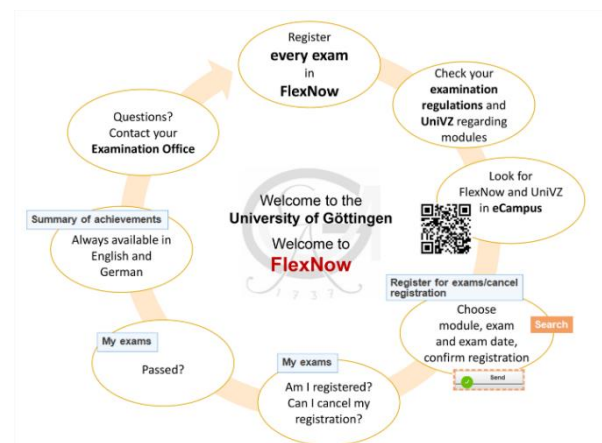 Register
every exam
in
FlexNow
Check your
examination
regulations and
UniVZ regarding
modules
Look for
FlexNow and UniVZ
in eCampus
Register for exams/cancel
registration
Choose
module, exam
and exam date,
confirm registration
Search
Send
My exams
Am I registered?
Can I cancel my
registration?
My exams
Passed?
Summary of achievements
Always available in
English and
German
Questions?
Contact your
Examination Office
Welcome to the
University of Göttingen
Welcome to
FlexNow
1737